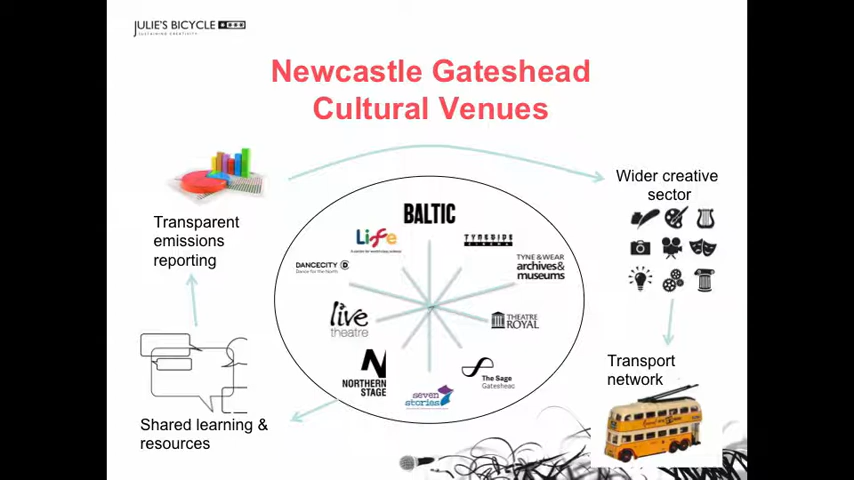 JULIE'S BICYCLE
SUSTAINING CREATIVITY
Newcastle Gateshead
Cultural Venues
Transparent
emissions
reporting
Shared learning &
resources
BALTIC
Life
TYNESIDE
CINEMA
DANCECITY
Dance for the North
TYNE & WEAR
archives&
museums
live
theatre
THEATRE
ROYAL
NORTHERN
STAGE
seven
stories
The Sage
Gateshead
Wider creative
sector
Transport
network